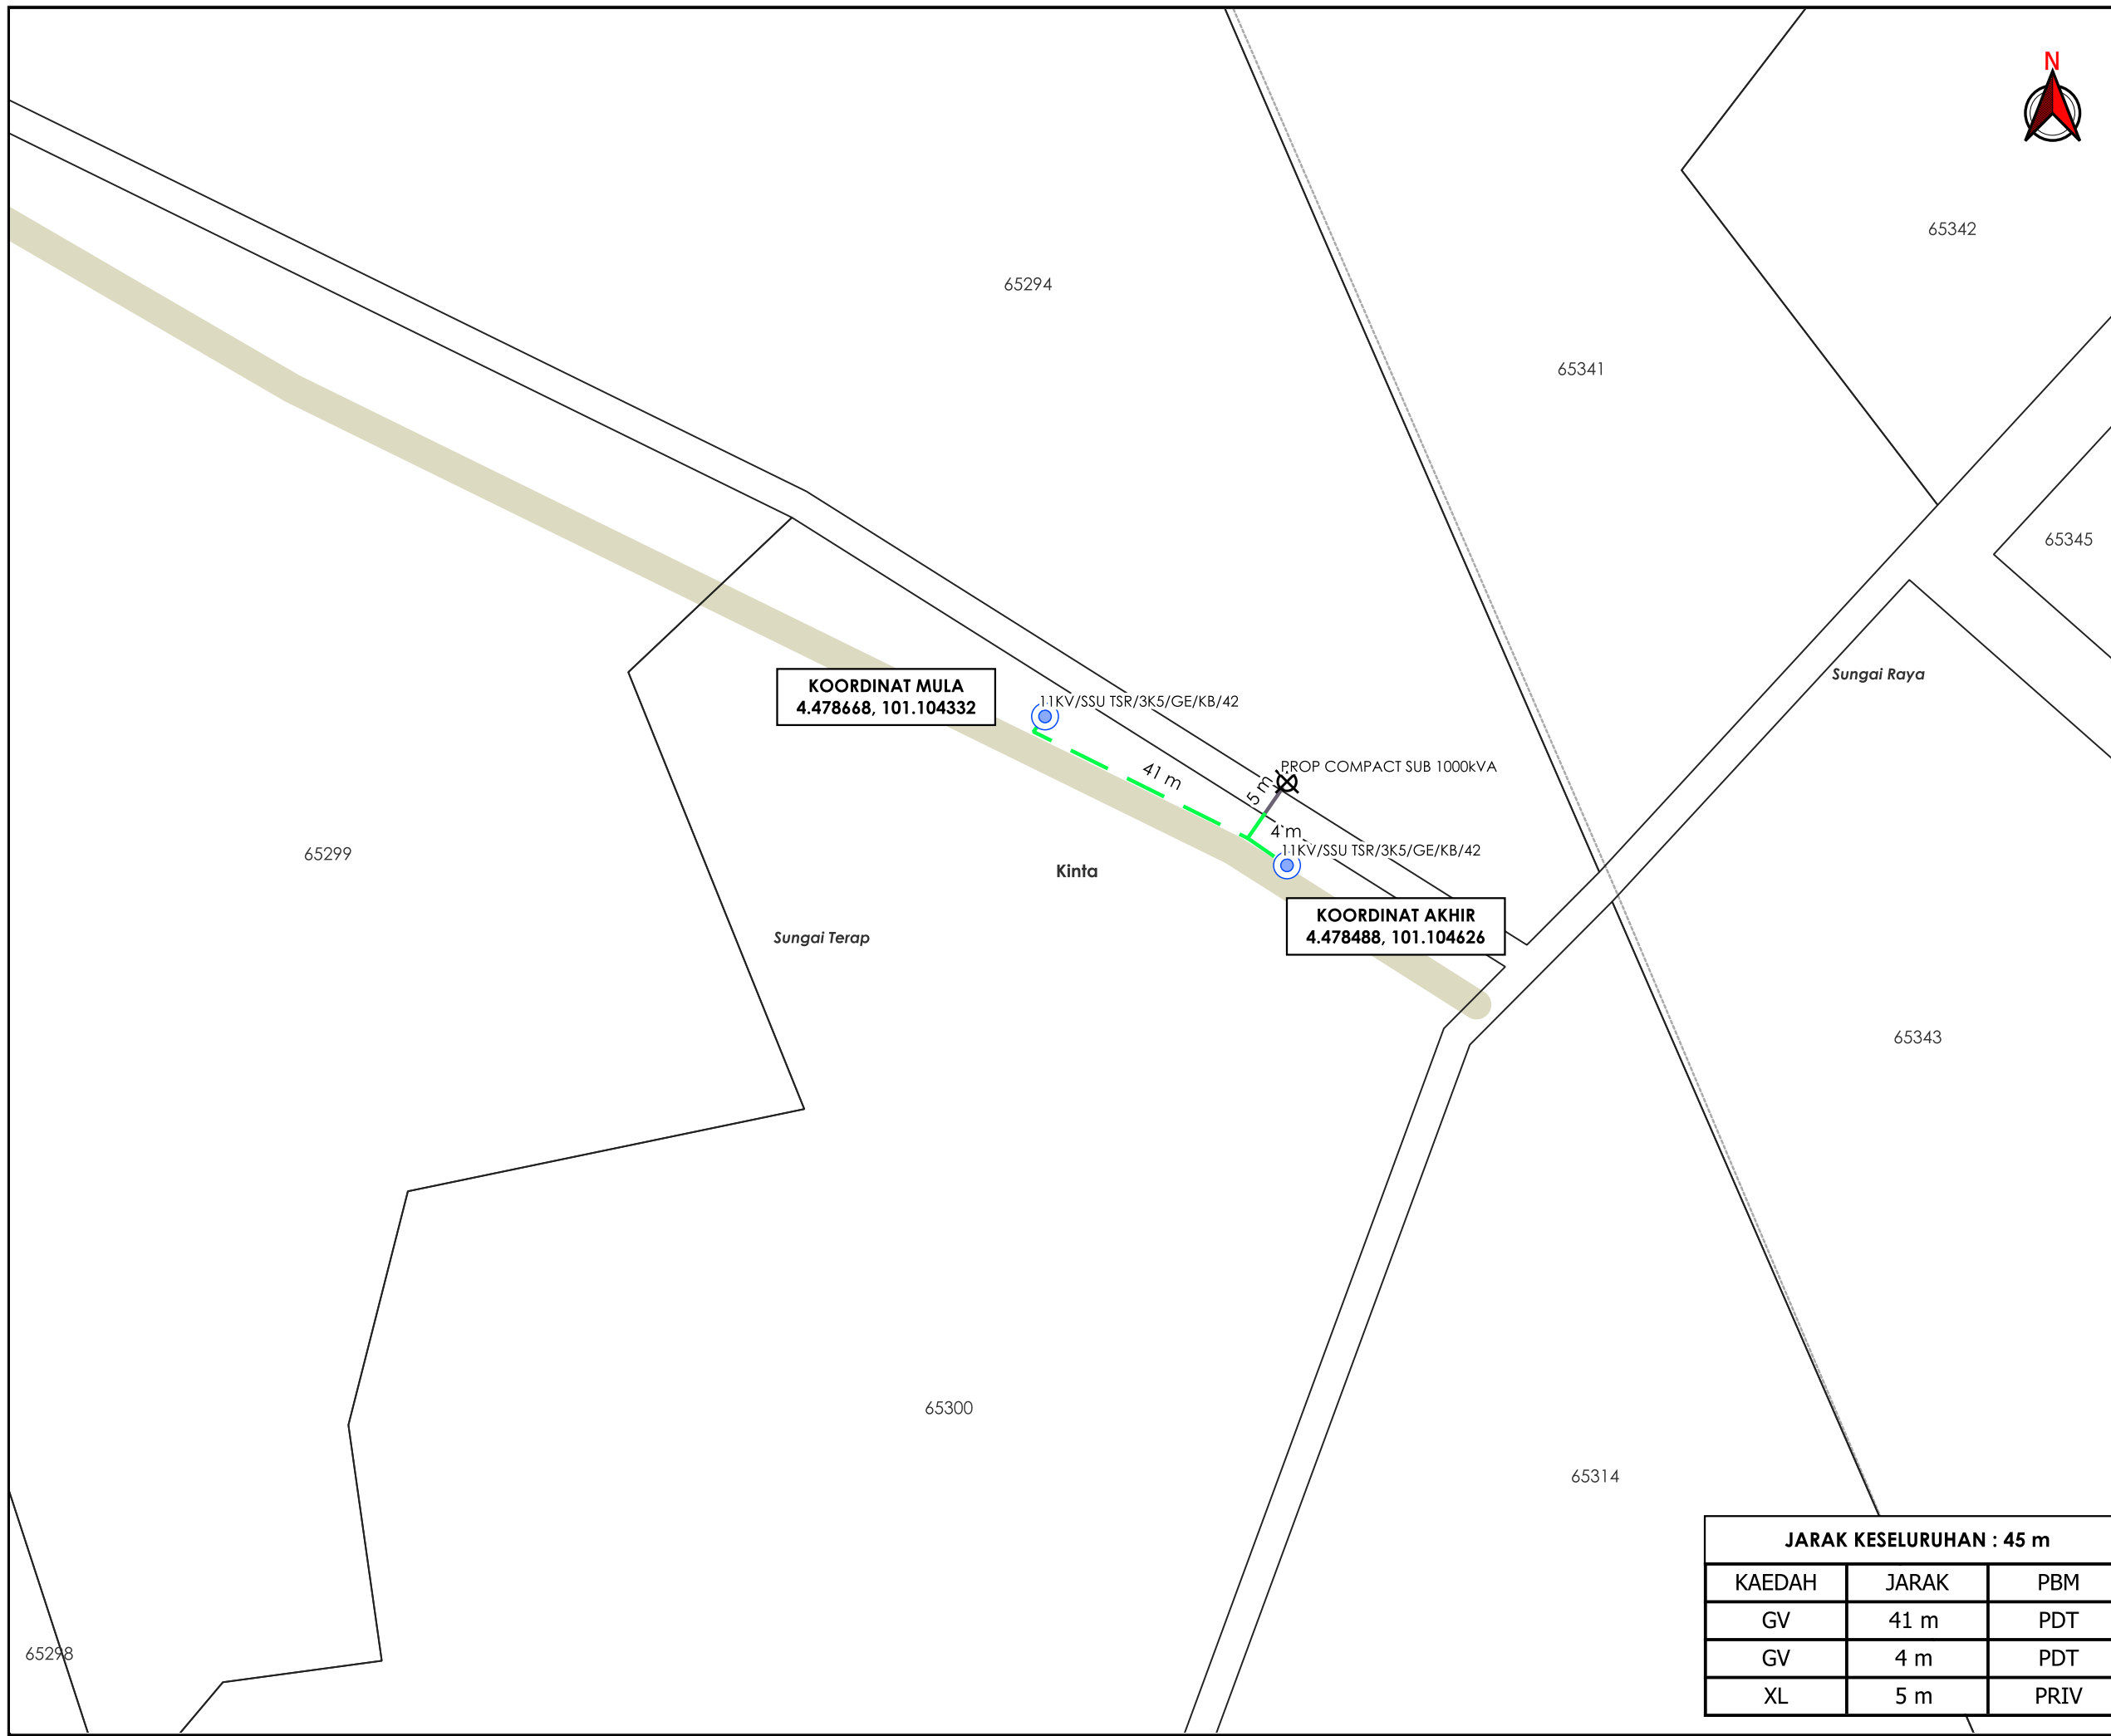 N
65342
65294
65341
65345
Sungai Raya
KOORDINAT MULA
4.478668, 101.104332
11KV/SSU TSR/3K5/GE/KB/42
41 m
5 m
PROP COMPACT SUB 1000kVA
4 m
11KV/SSU TSR/3K5/GE/KB/42
65299
Kinta
KOORDINAT AKHIR
4.478488, 101.104626
Sungai Terap
65343
65300
65314
65298
JARAK KESELURUHAN : 45 m
KAEDAH JARAK PBM
GV 41 m PDT
GV 4 m PDT
XL 5 m PRIV